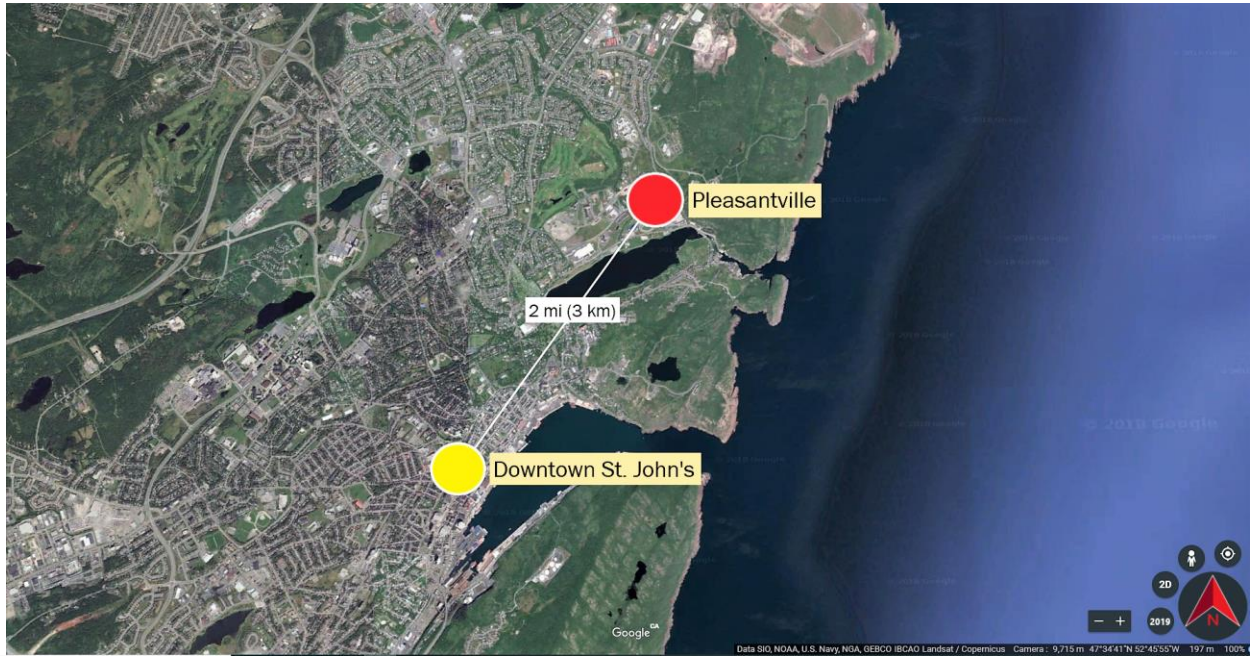 Pleasantville
2 mi (3 km)
Downtown St. John's
© 2018 Google
2D
2019
N
Google
Data SIO, NOAA, U.S. Navy, NGA, GEBCO IBCAO Landsat / Copernicus Camera : 9,715 m 47°34'41"N 52°45'55"W 197 m 100%